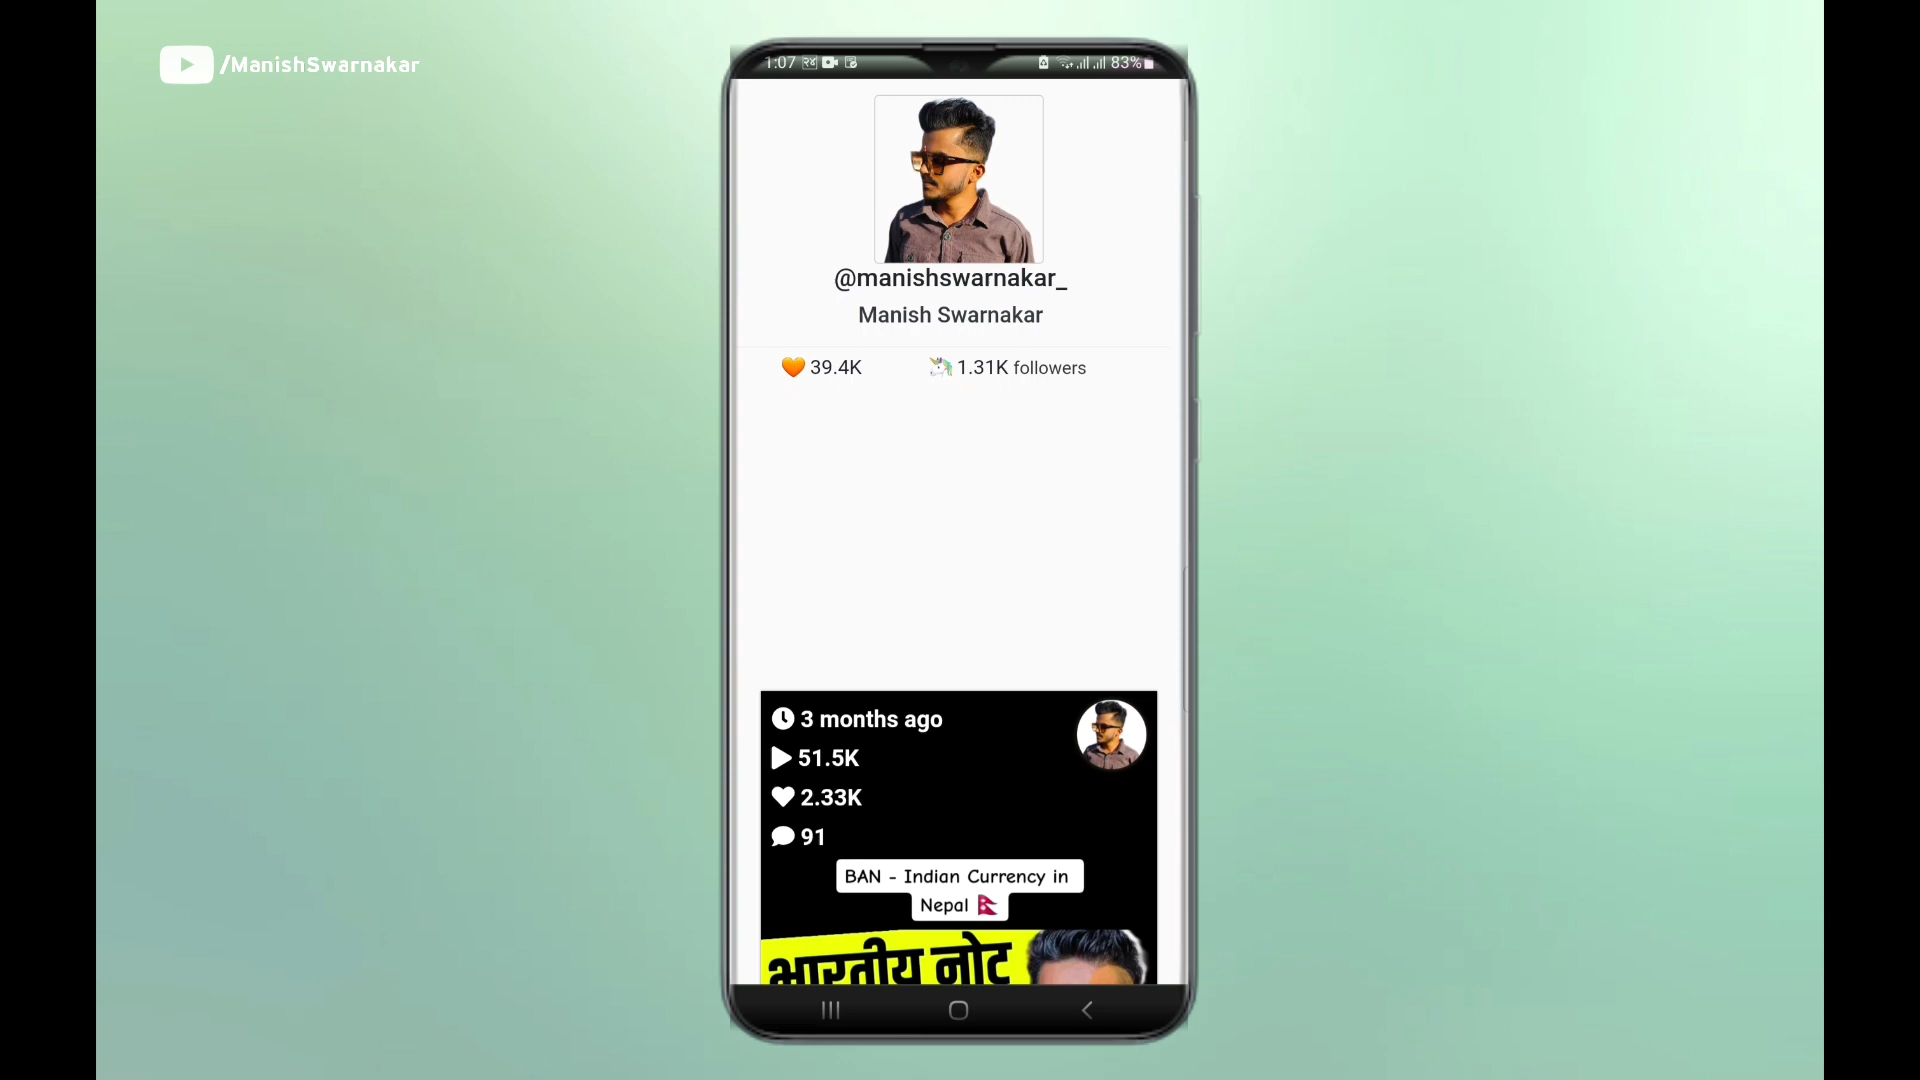 /ManishSwarnakar
1:07 २४ 83%
@manishswarnakar_
Manish Swarnakar
🧡 39.4K 🦄 1.31K followers
3 months ago
51.5K
2.33K
91
BAN - Indian Currency in
Nepal 🇳🇵
भारतीय नोट